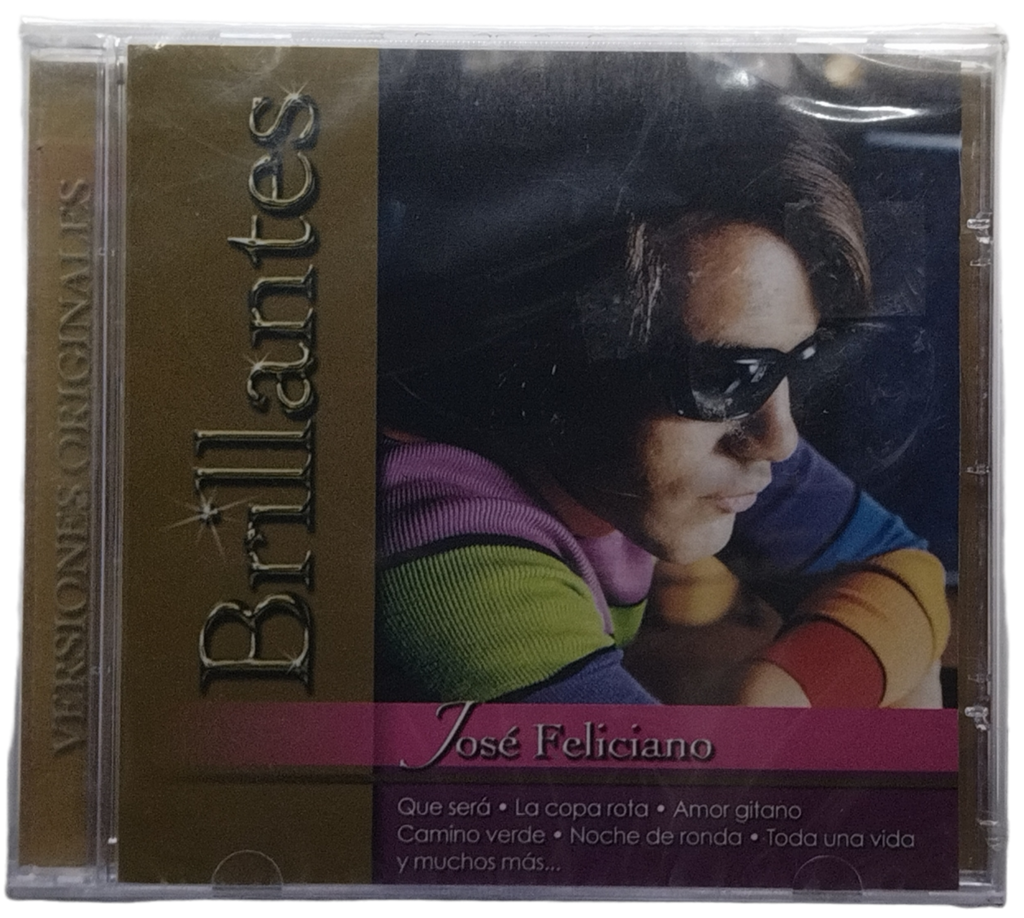 VERSIONES ORIGINALES
Brillantes
José Feliciano
Que será • La copa rota • Amor gitano
Camino verde • Noche de ronda • Toda una vida
y muchos más...